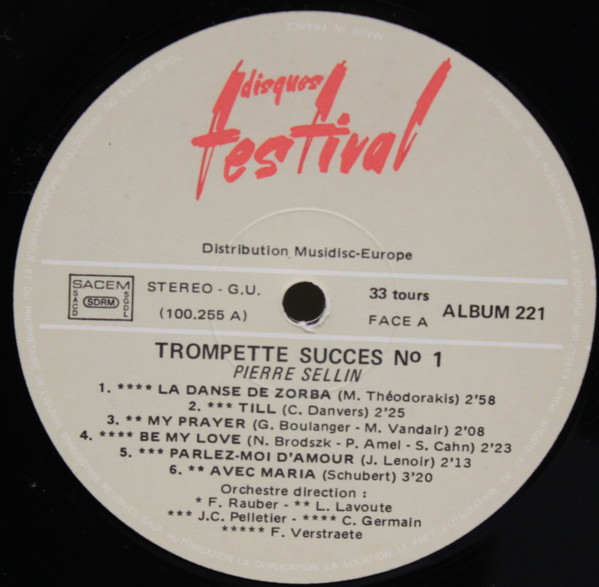 MADE IN FRANCE
disques
festival
Distribution Musidisc-Europe
SACEM
SACD SDRM SGDL
STEREO - G.U.
(100.255 A)
33 tours
FACE A
ALBUM 221
TROMPETTE SUCCES No 1
PIERRE SELLIN
1. **** LA DANSE DE ZORBA (M. Théodorakis) 2'58
2. *** TILL (C. Danvers) 2'25
3. ** MY PRAYER (G. Boulanger - M. Vandair) 2'08
4. **** BE MY LOVE (N. Brodszk - P. Amel - S. Cahn) 2'23
5. *** PARLEZ-MOI D'AMOUR (J. Lenoir) 2'13
6. ** AVEC MARIA (Schubert) 3'20
Orchestre direction :
* F. Rauber - ** L. Lavoute
*** J.C. Pelletier - **** C. Germain
***** F. Verstraete